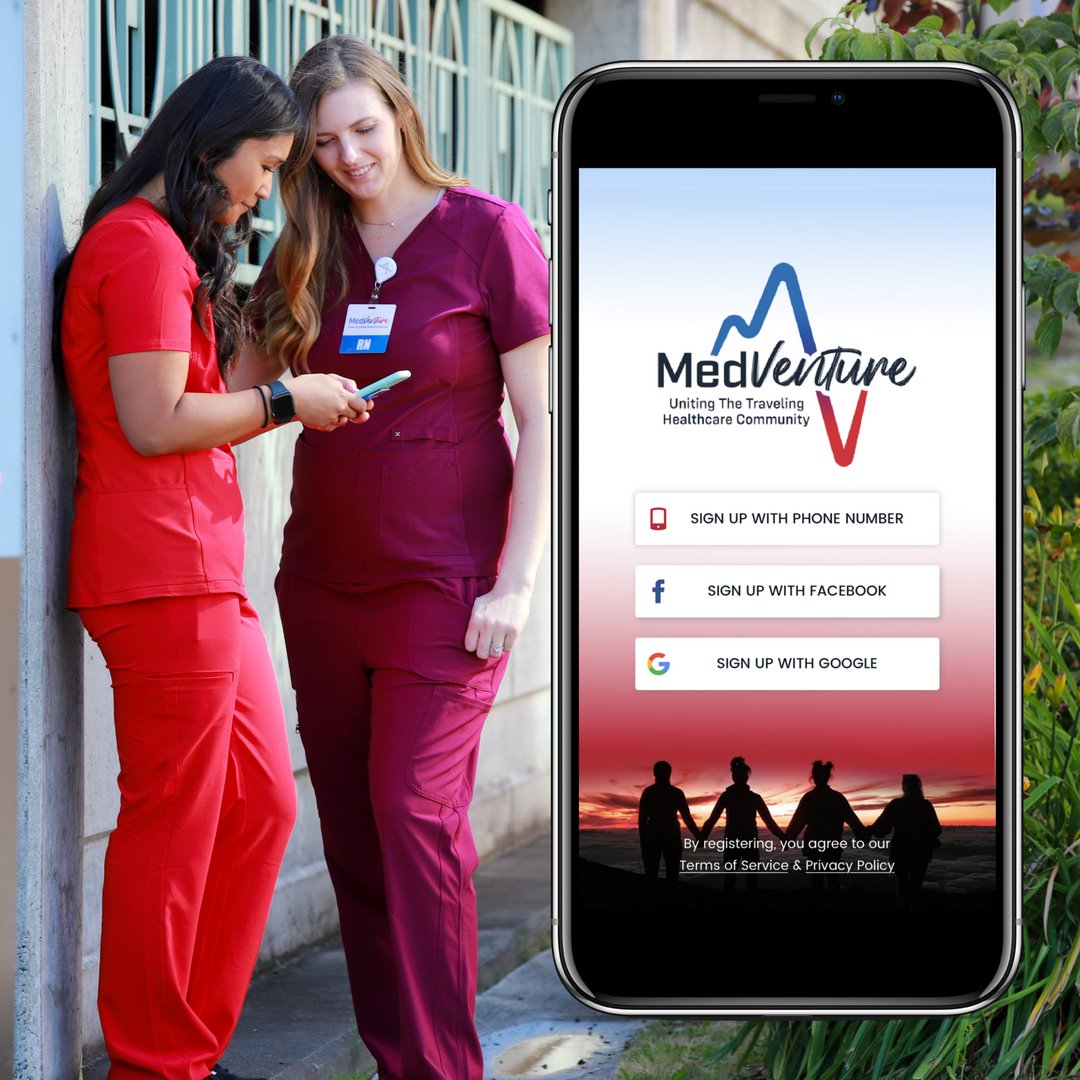 MedVenture
RN
MedVenture
Uniting The Traveling
Healthcare Community
SIGN UP WITH PHONE NUMBER
SIGN UP WITH FACEBOOK
SIGN UP WITH GOOGLE
By registering, you agree to our
Terms of Service & Privacy Policy